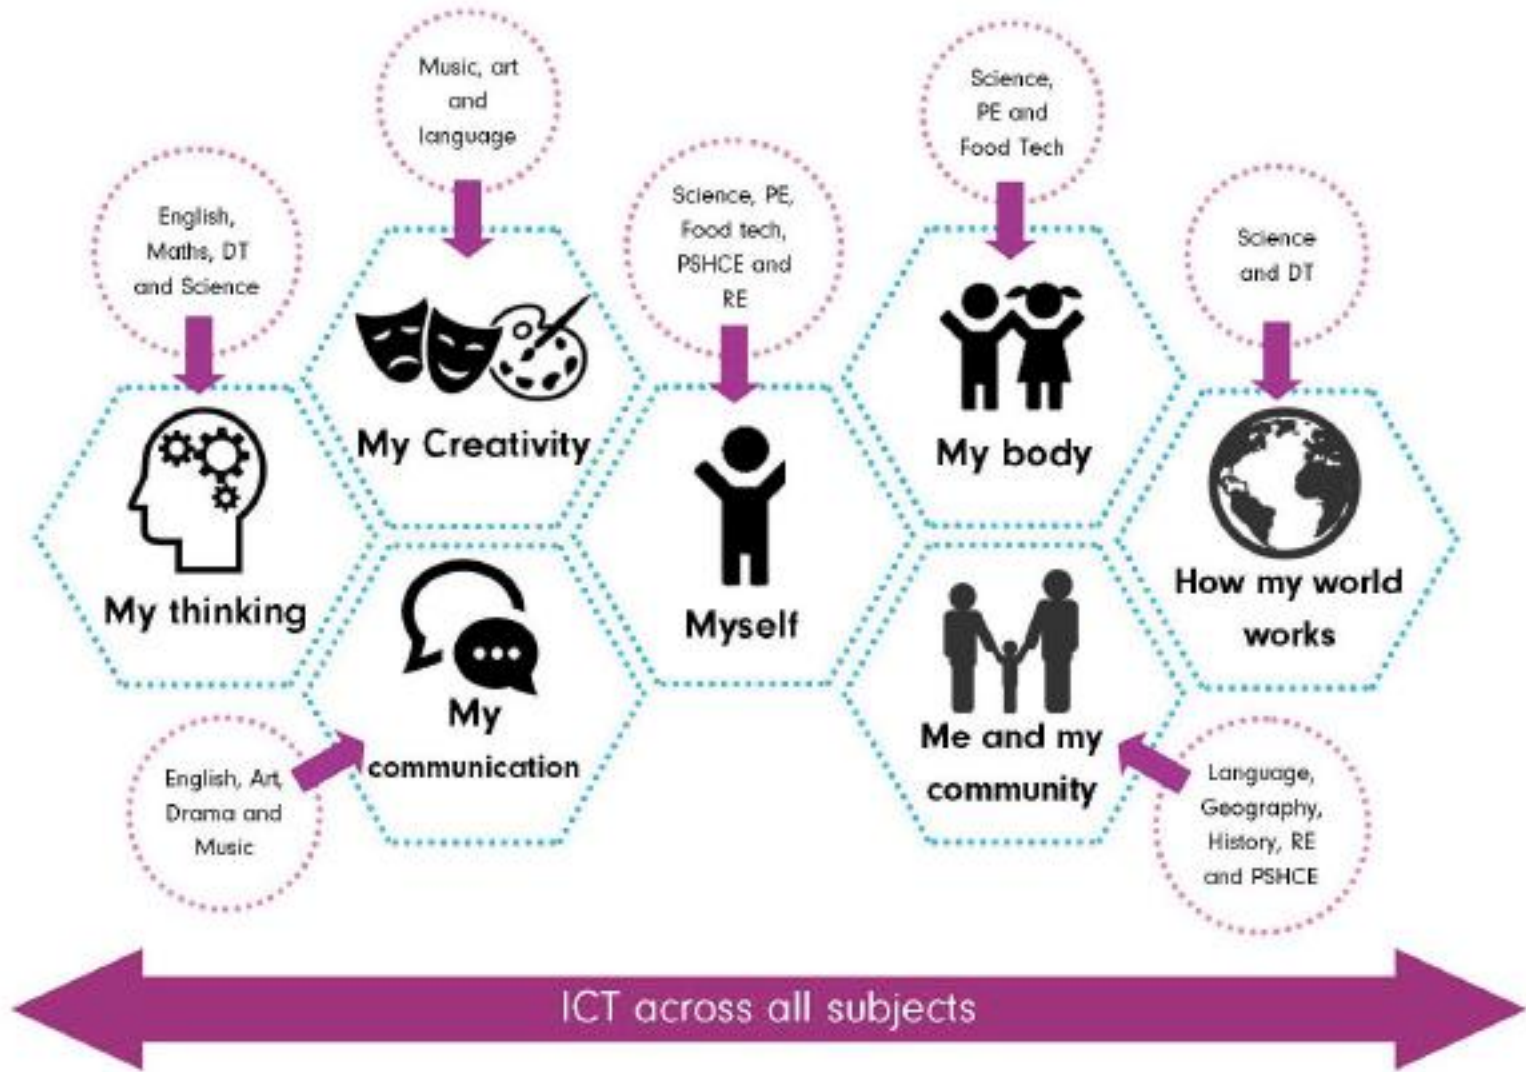 Music, art
and
language
Science,
PE and
Food Tech
English,
Maths, DT
and Science
Science, PE,
Food tech,
PSHCE and
RE
Science
and DT
My Creativity
My body
My thinking
Myself
How my world
works
My
communication
Me and my
community
English, Art,
Drama and
Music
Language,
Geography,
History, RE
and PSHCE
ICT across all subjects